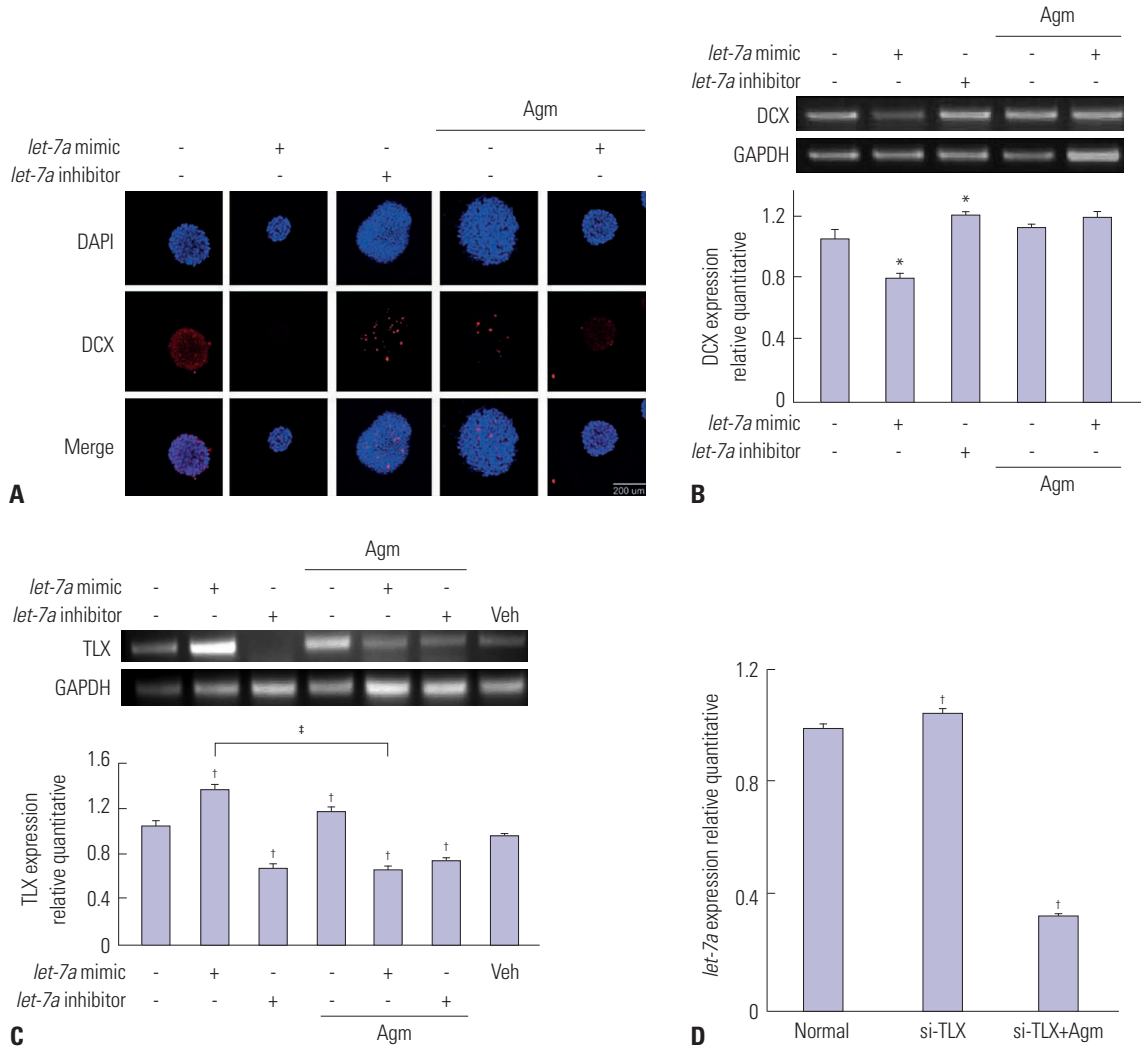 Agm
let-7a mimic - + - - +
let-7a inhibitor - - + - -
DAPI
DCX
Merge
200 um
A
Agm
let-7a mimic - + - - +
let-7a inhibitor - - + - -
DCX
GAPDH
DCX expression
relative quantitative
1.2
0.8
0.4
0
* *
let-7a mimic - + - - +
let-7a inhibitor - - + - -
Agm
B
Agm
let-7a mimic - + - - + -
let-7a inhibitor - - + - - + Veh
TLX
GAPDH
‡
TLX expression
relative quantitative
1.6
1.2
0.8
0.4
0
† † † † †
let-7a mimic - + - - + - Veh
let-7a inhibitor - - + - - +
Agm
C
let-7a expression relative quantitative
1.2
0.8
0.4
0
† †
Normal si-TLX si-TLX+Agm
D